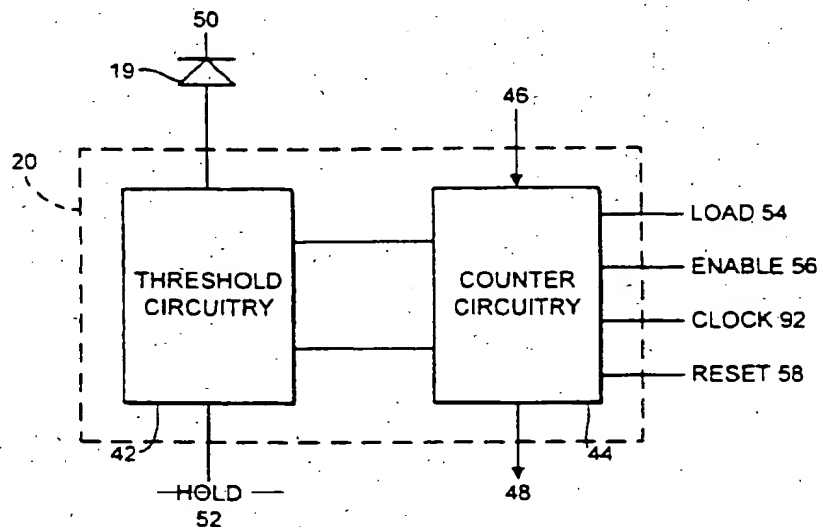 50
19
46
20
LOAD 54
THRESHOLD
CIRCUITRY
COUNTER
CIRCUITRY
ENABLE 56
CLOCK 92
RESET 58
42
44
HOLD
52
48